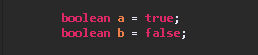 boolean a = true;
boolean b = false;